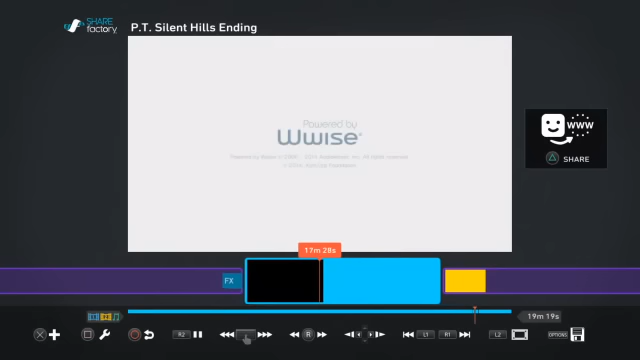 SHARE
factory
P.T. Silent Hills Ending
Powered by
Wwise
WWW
SHARE
17m 28s
FX
19m 19s
R2
R
L1
R1
L2
OPTIONS